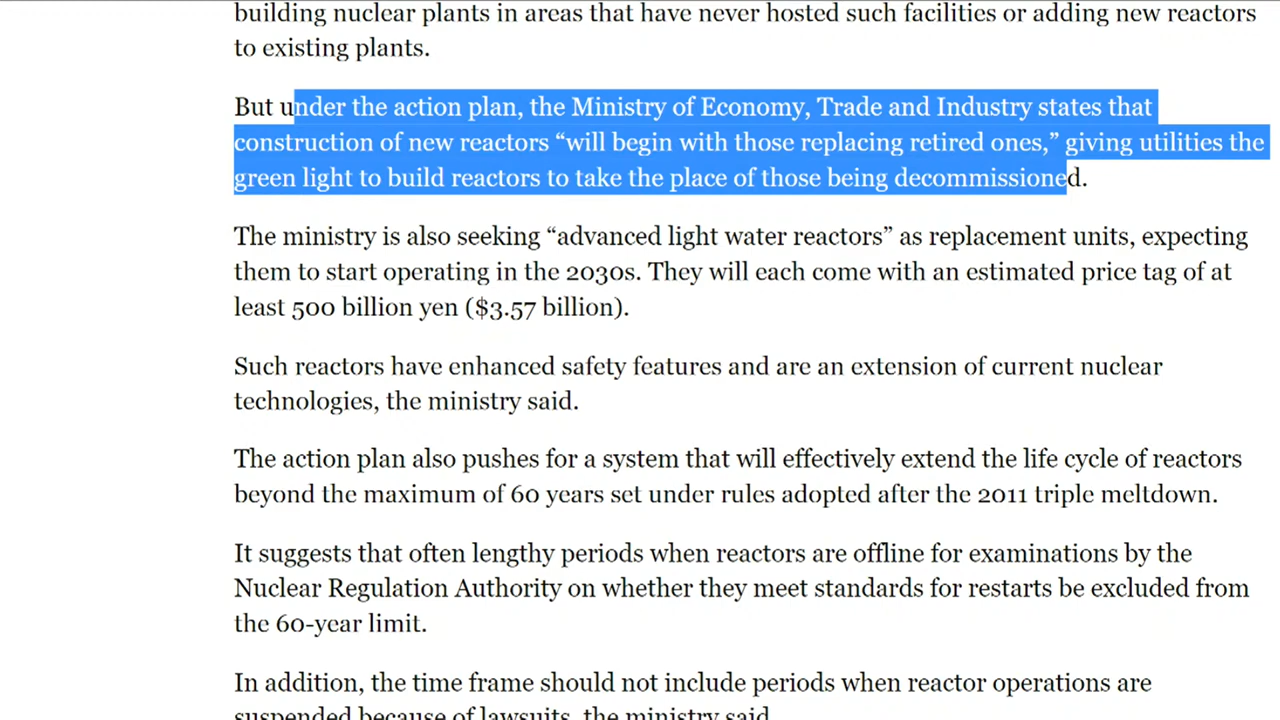 building nuclear plants in areas that have never hosted such facilities or adding new reactors
to existing plants.
But under the action plan, the Ministry of Economy, Trade and Industry states that
construction of new reactors “will begin with those replacing retired ones,” giving utilities the
green light to build reactors to take the place of those being decommissioned.
The ministry is also seeking “advanced light water reactors” as replacement units, expecting
them to start operating in the 2030s. They will each come with an estimated price tag of at
least 500 billion yen ($3.57 billion).
Such reactors have enhanced safety features and are an extension of current nuclear
technologies, the ministry said.
The action plan also pushes for a system that will effectively extend the life cycle of reactors
beyond the maximum of 60 years set under rules adopted after the 2011 triple meltdown.
It suggests that often lengthy periods when reactors are offline for examinations by the
Nuclear Regulation Authority on whether they meet standards for restarts be excluded from
the 60-year limit.
In addition, the time frame should not include periods when reactor operations are
suspended because of lawsuits, the ministry said.